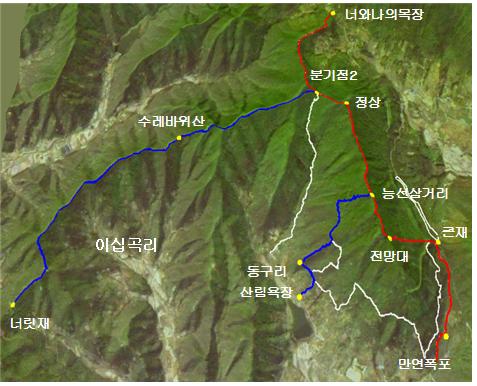 너와나의목장
분기점2
정상
수레바위산
능선삼거리
이십곡리
큰재
전망대
동구리
산림욕장
너릿재
만연폭포